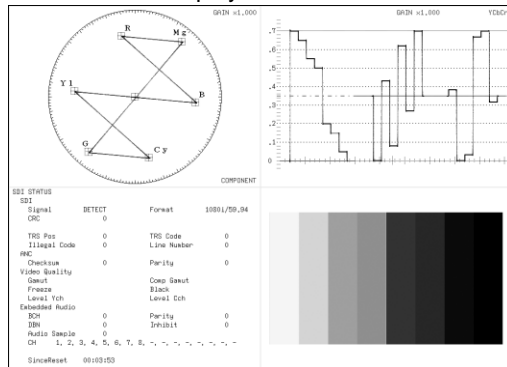 GAIN x1.000
R
Mg
Yl
B
G
Cy
COMPONENT
GAIN x1.000 YCbCr
.7
.6
.5
.4
.3
.2
.1
0
SDI STATUS
SDI
Signal DETECT Format 1080i/59.94
CRC 0
TRS Pos 0 TRS Code 0
Illegal Code 0 Line Number 0
ANC
Checksum 0 Parity 0
Video Quality
Gamut Comp Gamut
Freeze Black
Level Ych Level Cch
Embedded Audio
BCH 0 Parity 0
DBN 0 Inhibit 0
Audio Sample 0
CH 1, 2, 3, 4, 5, 6, 7, 8, -, -, -, -, -, -, -, -
SinceReset 00:03:53